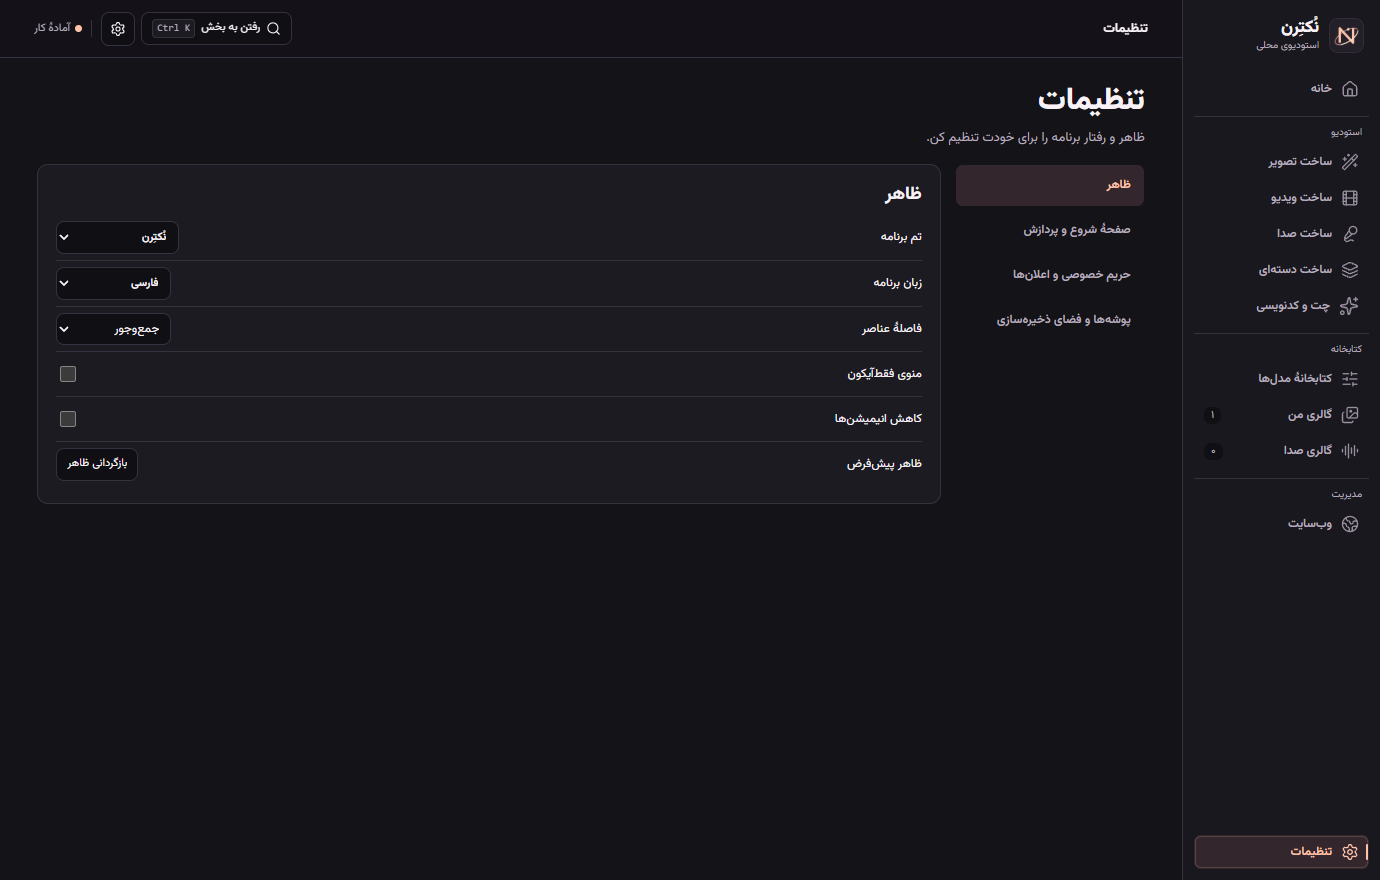 نُکتِرن
استودیوی محلی
خانه
استودیو
ساخت تصویر
ساخت ویدیو
ساخت صدا
ساخت دسته‌ای
چت و کدنویسی
کتابخانه
کتابخانهٔ مدل‌ها
گالری من
۱
گالری صدا
۰
مدیریت
وب‌سایت
تنظیمات
تنظیمات
رفتن به بخش Ctrl K
آمادهٔ کار
تنظیمات
ظاهر و رفتار برنامه را برای خودت تنظیم کن.
ظاهر
صفحهٔ شروع و پردازش
حریم خصوصی و اعلان‌ها
پوشه‌ها و فضای ذخیره‌سازی
ظاهر
تم برنامه
نُکتِرن
زبان برنامه
فارسی
فاصلهٔ عناصر
جمع‌وجور
منوی فقط‌آیکون
کاهش انیمیشن‌ها
ظاهر پیش‌فرض
بازگردانی ظاهر